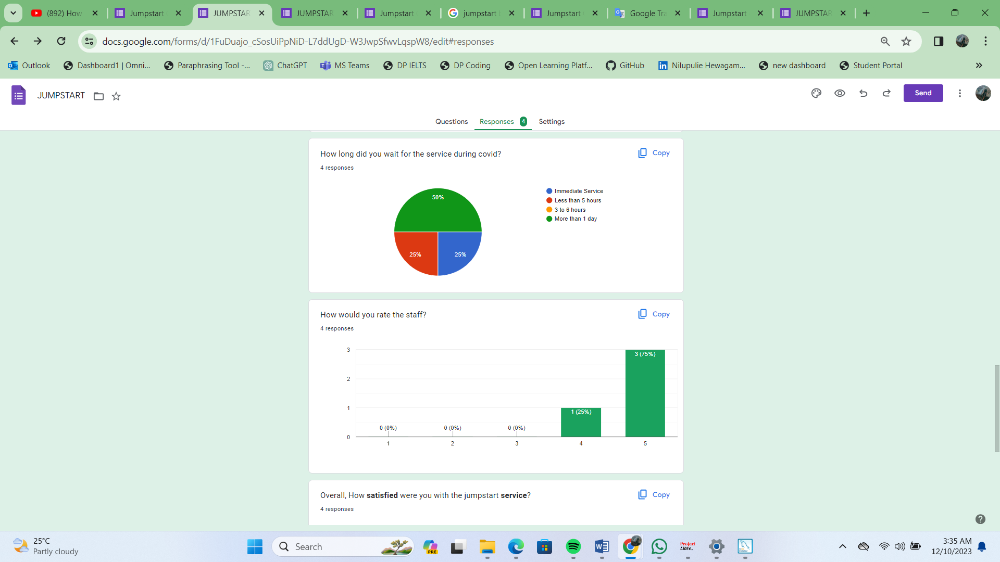 (892) How
Jumpstart
JUMPSTAR
JUMPSTAR
Jumpstart
jumpstart
Jumpstart
Google Tra
Jumpstart
JUMPSTAR
docs.google.com/forms/d/1FuDuajo_cSosUiPpNiD-L7ddUgD-W3JwpSfwvLqspW8/edit#responses
Outlook
Dashboard1 | Omni...
Paraphrasing Tool -...
ChatGPT
MS Teams
DP IELTS
DP Coding
Open Learning Platf...
GitHub
Nilupulie Hewagam...
new dashboard
Student Portal
JUMPSTART
Send
Questions
Responses 4
Settings
How long did you wait for the service during covid?
Copy
4 responses
50%
25%
25%
Immediate Service
Less than 5 hours
3 to 6 hours
More than 1 day
How would you rate the staff?
Copy
4 responses
3
2
1
0
0 (0%)
0 (0%)
0 (0%)
1 (25%)
3 (75%)
1
2
3
4
5
Overall, How satisfied were you with the jumpstart service?
Copy
4 responses
25°C
Partly cloudy
Search
PRE
Project
Libre.
3:35 AM
12/10/2023